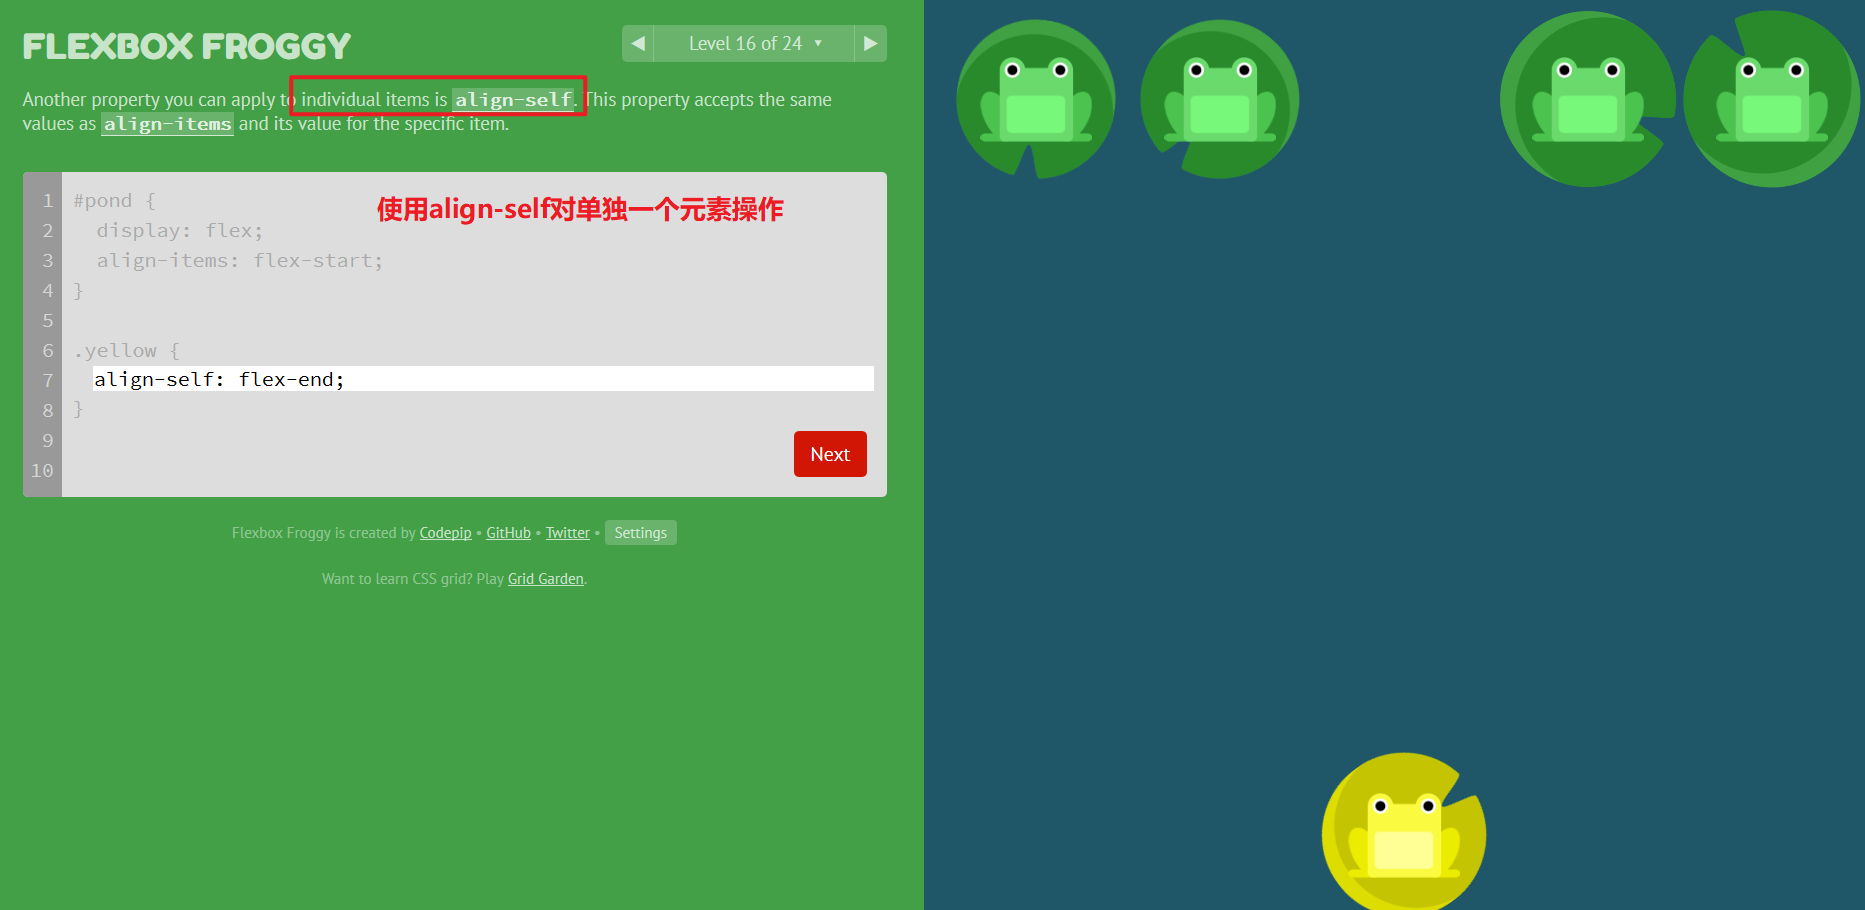 FLEXBOX FROGGY
◀ Level 16 of 24 ▼ ▶
Another property you can apply to individual items is align-self. This property accepts the same
values as align-items and its value for the specific item.
使用align-self对单独一个元素操作
1 #pond {
2 display: flex;
3 align-items: flex-start;
4 }
5
6 .yellow {
7 align-self: flex-end;
8 }
9
10
Next
Flexbox Froggy is created by Codepip • GitHub • Twitter • Settings
Want to learn CSS grid? Play Grid Garden.